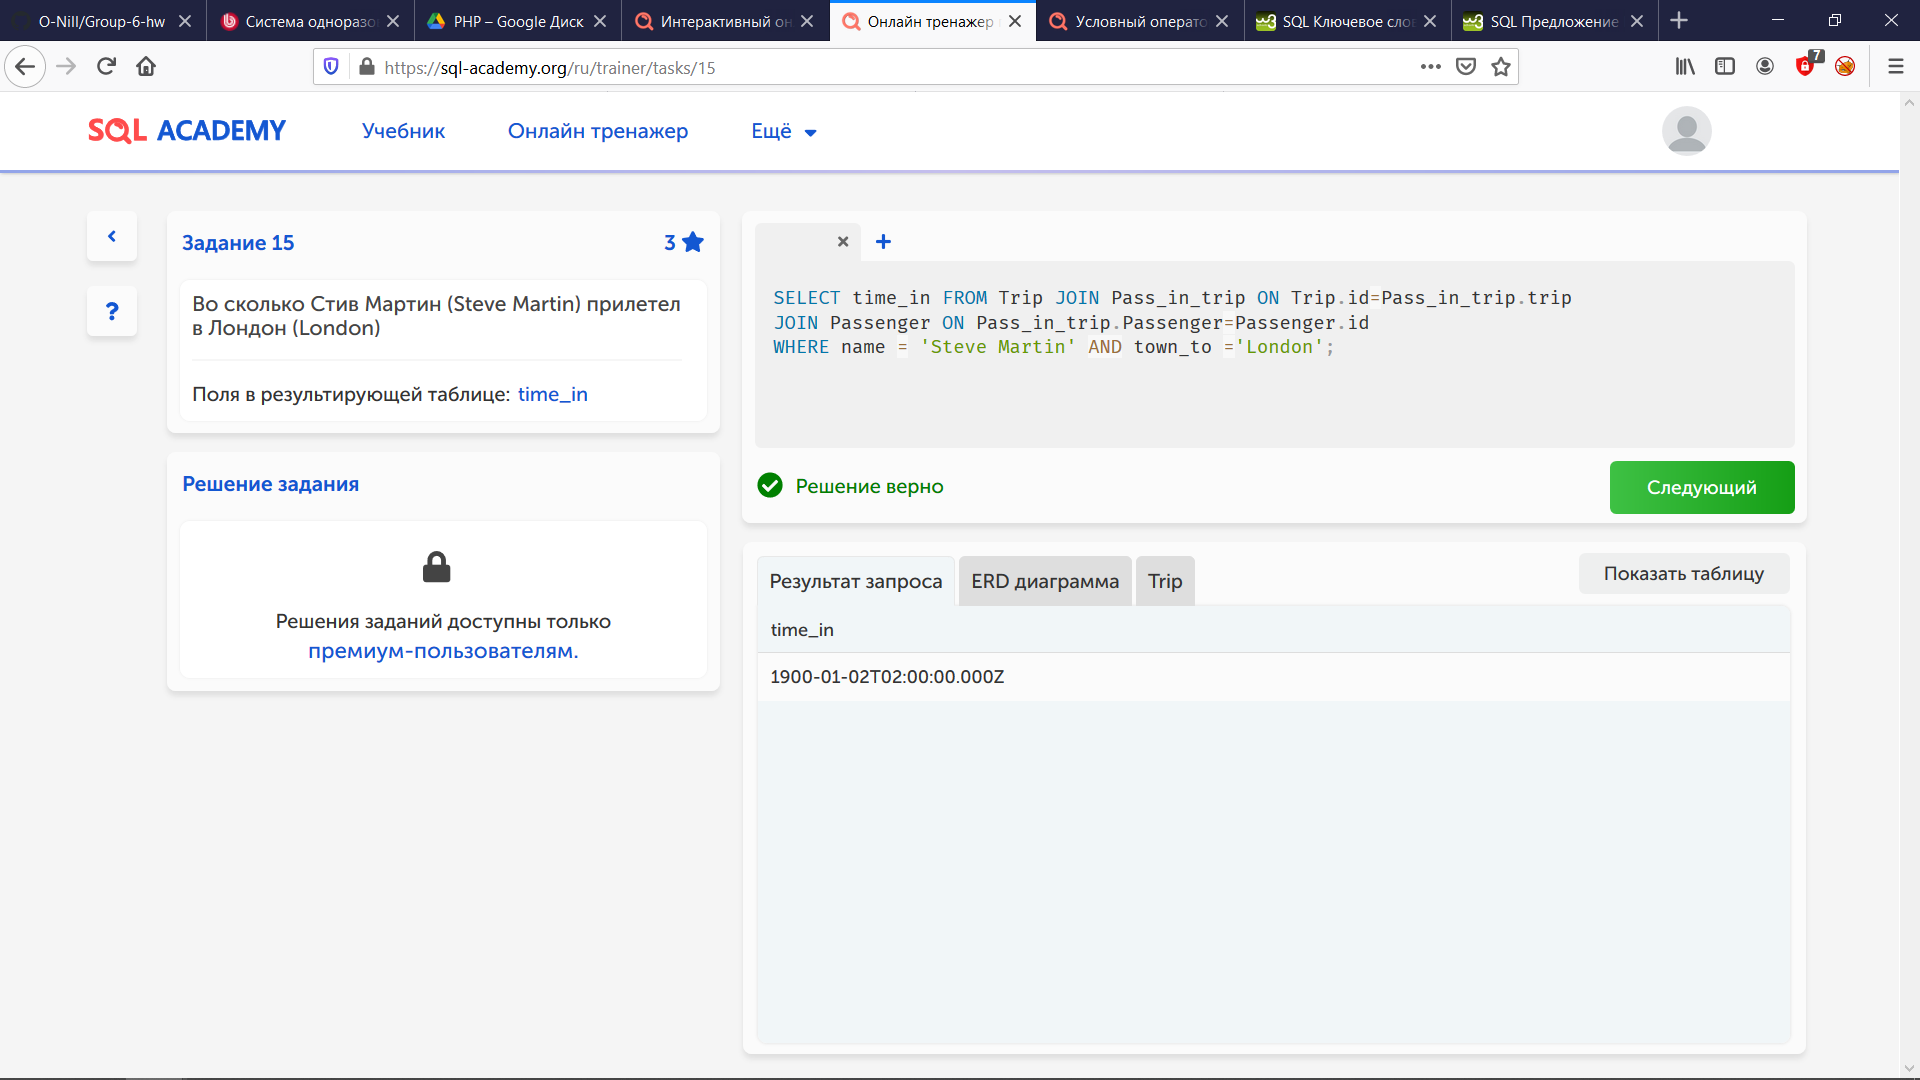 O-Nill/Group-6-hw
Система одноразо
PHP – Google Диск
Интерактивный он
Онлайн тренажер
Условный операто
SQL Ключевое сло
SQL Предложение
https://sql-academy.org/ru/trainer/tasks/15
7
SQL ACADEMY
Учебник
Онлайн тренажер
Ещё
Задание 15
3
Во сколько Стив Мартин (Steve Martin) прилетел
в Лондон (London)
Поля в результирующей таблице: time_in
Решение задания
Решения заданий доступны только
премиум-пользователям.
SELECT time_in FROM Trip JOIN Pass_in_trip ON Trip.id=Pass_in_trip.trip
JOIN Passenger ON Pass_in_trip.Passenger=Passenger.id
WHERE name = 'Steve Martin' AND town_to ='London';
Решение верно
Следующий
Результат запроса
ERD диаграмма
Trip
Показать таблицу
time_in
1900-01-02T02:00:00.000Z